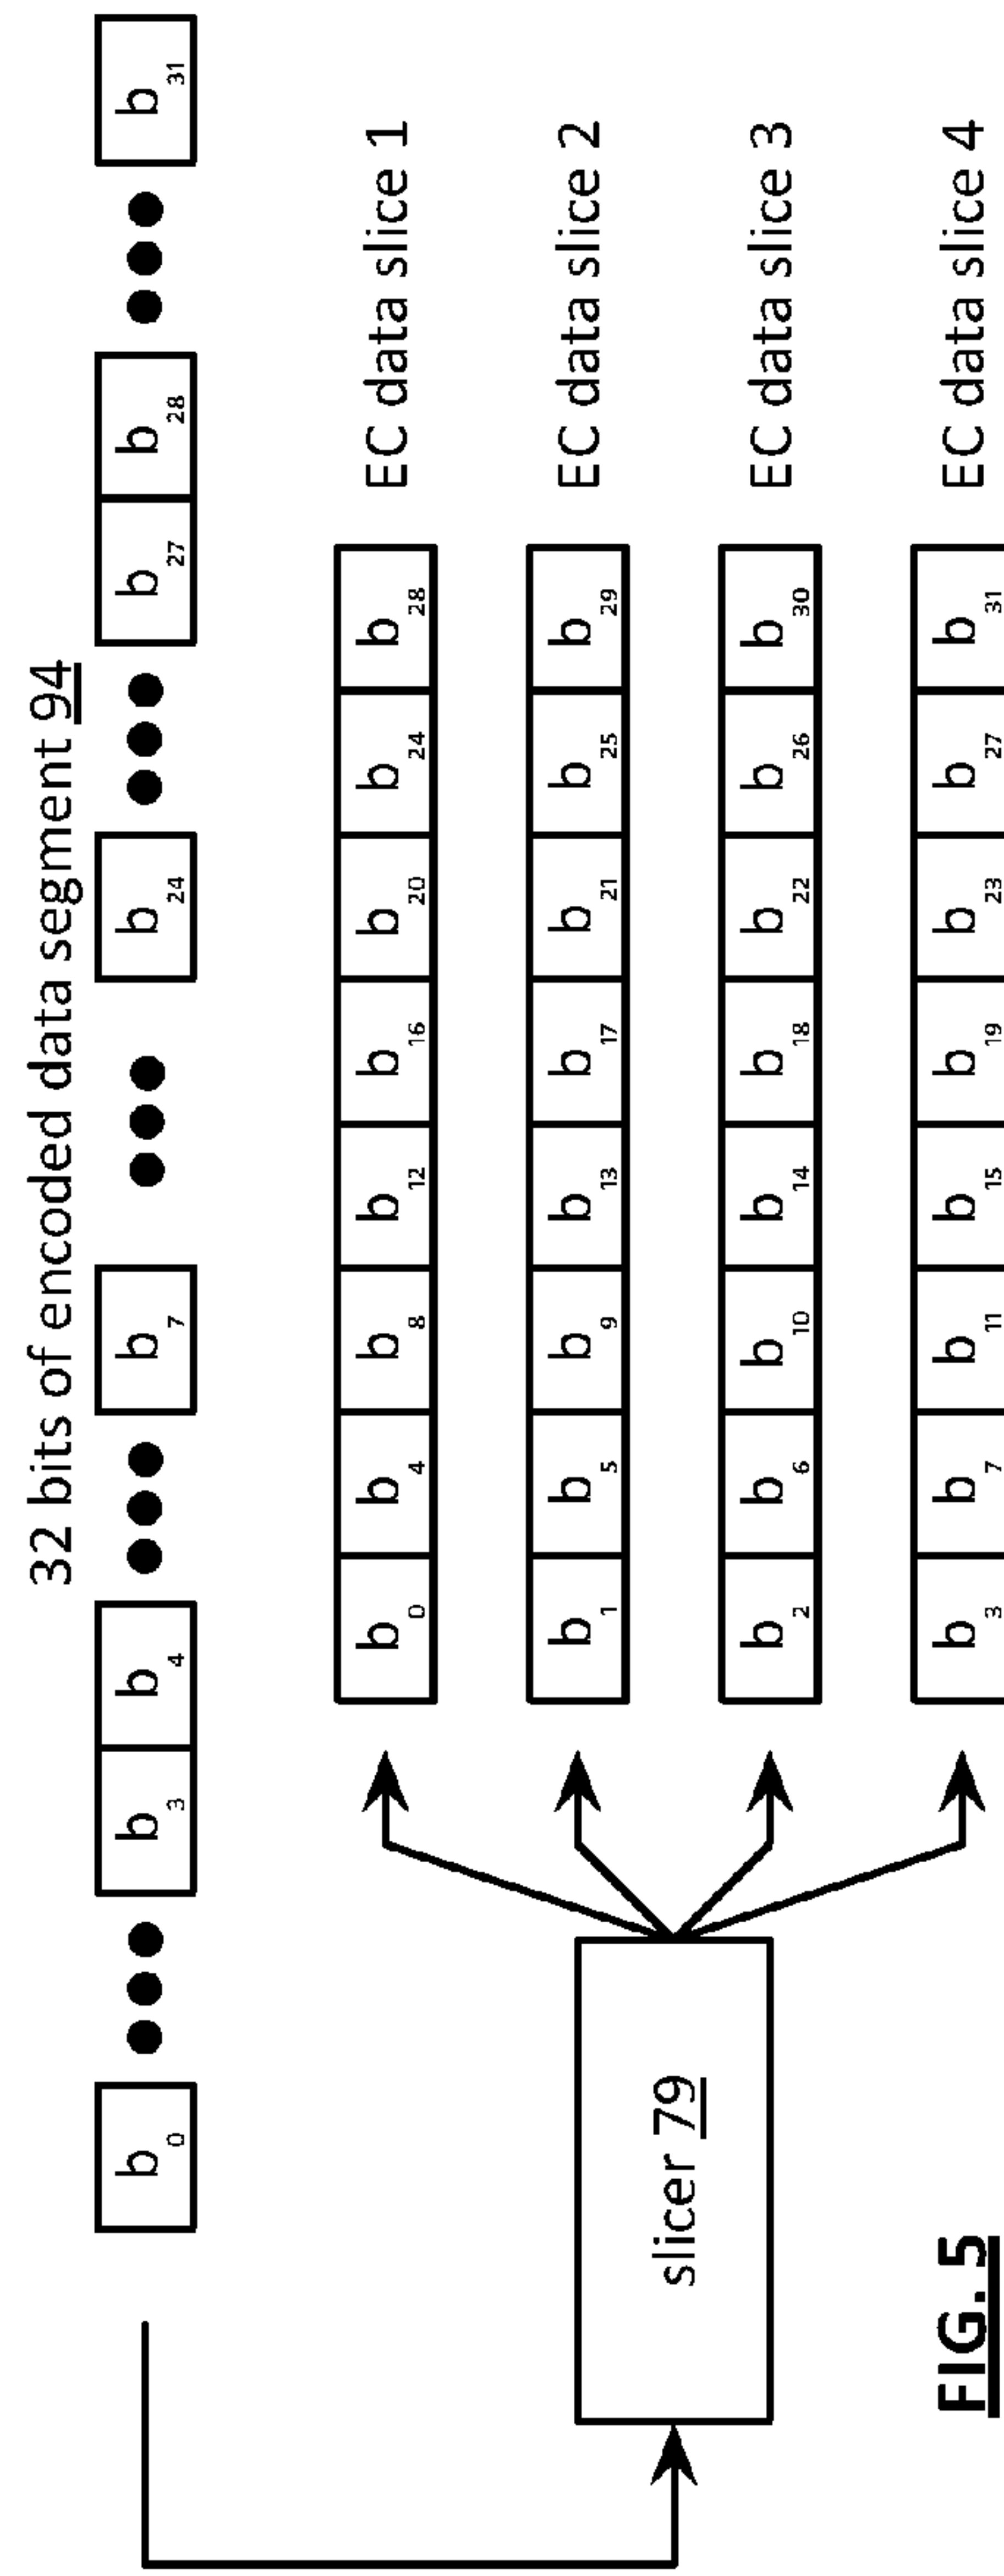 32 bits of encoded data segment 94
b0 ••• b3 b4 ••• b7 ••• b24 ••• b27 b28 ••• b31
b0 b4 b8 b12 b16 b20 b24 b28 EC data slice 1
b1 b5 b9 b13 b17 b21 b25 b29 EC data slice 2
slicer 79
b2 b6 b10 b14 b18 b22 b26 b30 EC data slice 3
b3 b7 b11 b15 b19 b23 b27 b31 EC data slice 4
FIG. 5